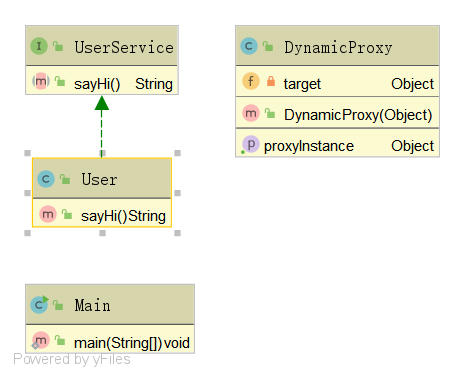 UserService
sayHi() String
DynamicProxy
target Object
DynamicProxy(Object)
proxyInstance Object
User
sayHi()String
Main
main(String[])void
Powered by yFiles